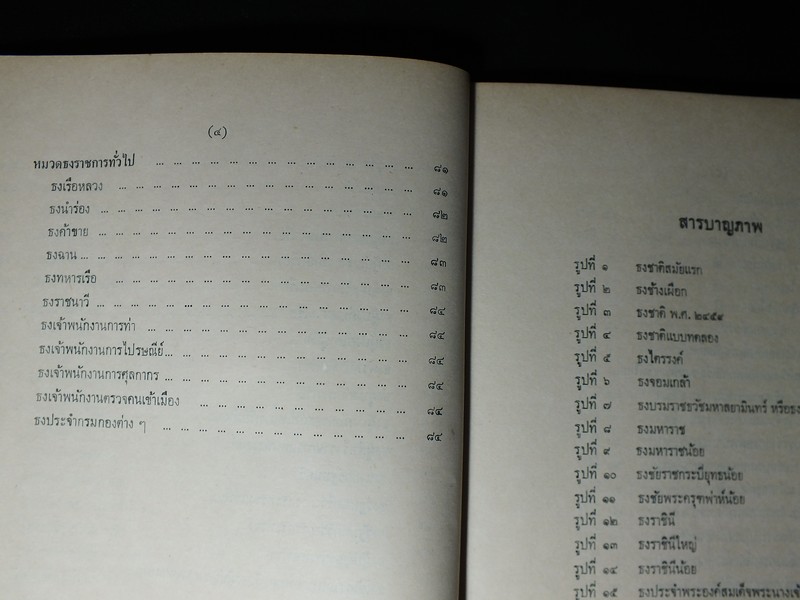 (๔)
หมวดธงราชการทั่วไป ... ... ... ... ... ... ... ... ... ... ... ... ... ... ๘๑
ธงเรือหลวง ... ... ... ... ... ... ... ... ... ... ... ... ... ... ... ... ๘๑
ธงนำร่อง ... ... ... ... ... ... ... ... ... ... ... ... ... ... ... ... ... ๘๒
ธงค้าขาย ... ... ... ... ... ... ... ... ... ... ... ... ... ... ... ... ... ๘๒
ธงฉาน ... ... ... ... ... ... ... ... ... ... ... ... ... ... ... ... ... ... ๘๓
ธงทหารเรือ ... ... ... ... ... ... ... ... ... ... ... ... ... ... ... ... ๘๓
ธงราชนาวี ... ... ... ... ... ... ... ... ... ... ... ... ... ... ... ... ... ๘๔
ธงเจ้าพนักงานการท่า ... ... ... ... ... ... ... ... ... ... ... ... ... ... ๘๔
ธงเจ้าพนักงานการไปรษณีย์ ... ... ... ... ... ... ... ... ... ... ... ... ... ๘๔
ธงเจ้าพนักงานการศุลกากร ... ... ... ... ... ... ... ... ... ... ... ... ... ๘๔
ธงเจ้าพนักงานตรวจคนเข้าเมือง ... ... ... ... ... ... ... ... ... ... ... ๘๔
ธงประจำกรมกองต่าง ๆ ... ... ... ... ... ... ... ... ... ... ... ... ... ๘๔
สารบาญภาพ
รูปที่ ๑ ธงชาติสมัยแรก
รูปที่ ๒ ธงช้างเผือก
รูปที่ ๓ ธงชาติ พ.ศ. ๒๔๕๙
รูปที่ ๔ ธงชาติแบบทดลอง
รูปที่ ๕ ธงไตรรงค์
รูปที่ ๖ ธงจอมเกล้า
รูปที่ ๗ ธงบรมราชธวัชมหาสยามินทร์ หรือธง
รูปที่ ๘ ธงมหาราช
รูปที่ ๙ ธงมหาราชน้อย
รูปที่ ๑๐ ธงชัยราชกระบี่ยุทธน้อย
รูปที่ ๑๑ ธงชัยพระครุฑพ่าห์น้อย
รูปที่ ๑๒ ธงราชินี
รูปที่ ๑๓ ธงราชินีใหญ่
รูปที่ ๑๔ ธงราชินีน้อย
รูปที่ ๑๕ ธงประจำพระองค์สมเด็จพระนางเจ้า